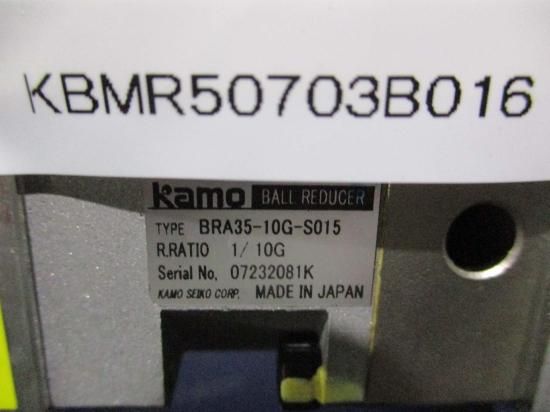 KBMR50703B016
Kamo BALL REDUCER
TYPE BRA35-10G-S015
R.RATIO 1/10G
Serial No. 07232081K
KAMO SEIKO CORP. MADE IN JAPAN